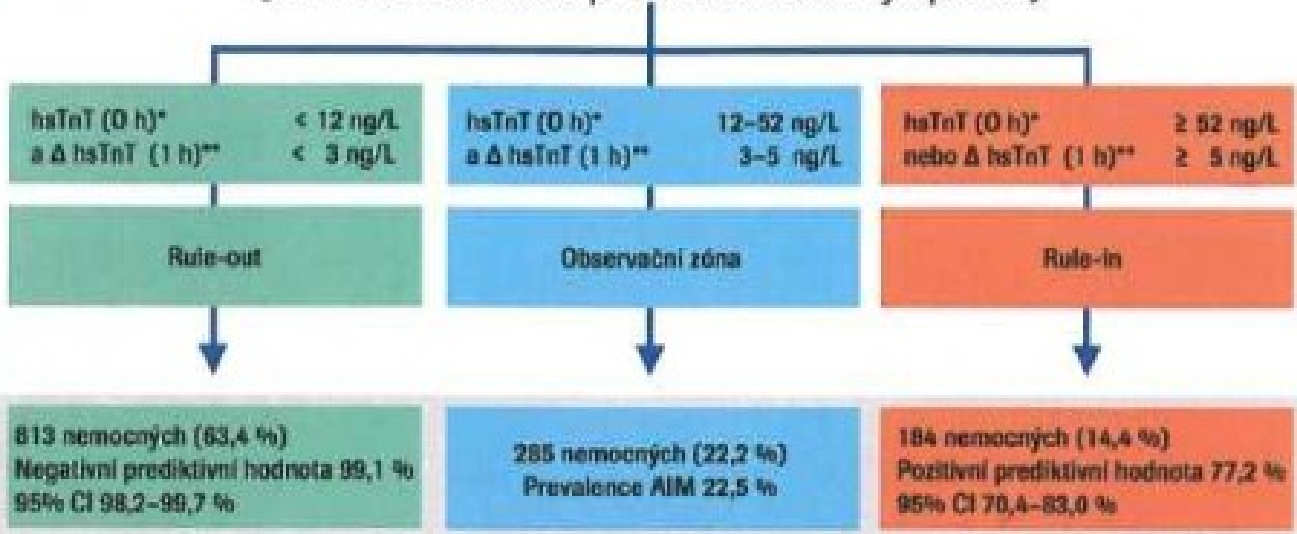 hsTnT (0 h)* < 12 ng/L
a Δ hsTnT (1 h)** < 3 ng/L
hsTnT (0 h)* 12–52 ng/L
a Δ hsTnT (1 h)** 3–5 ng/L
hsTnT (0 h)* ≥ 52 ng/L
nebo Δ hsTnT (1 h)** ≥ 5 ng/L
Rule-out
Observační zóna
Rule-in
813 nemocných (63,4 %)
Negativní prediktivní hodnota 99,1 %
95% CI 98,2–99,7 %
285 nemocných (22,2 %)
Prevalence AIM 22,5 %
184 nemocných (14,4 %)
Pozitivní prediktivní hodnota 77,2 %
95% CI 70,4–83,0 %